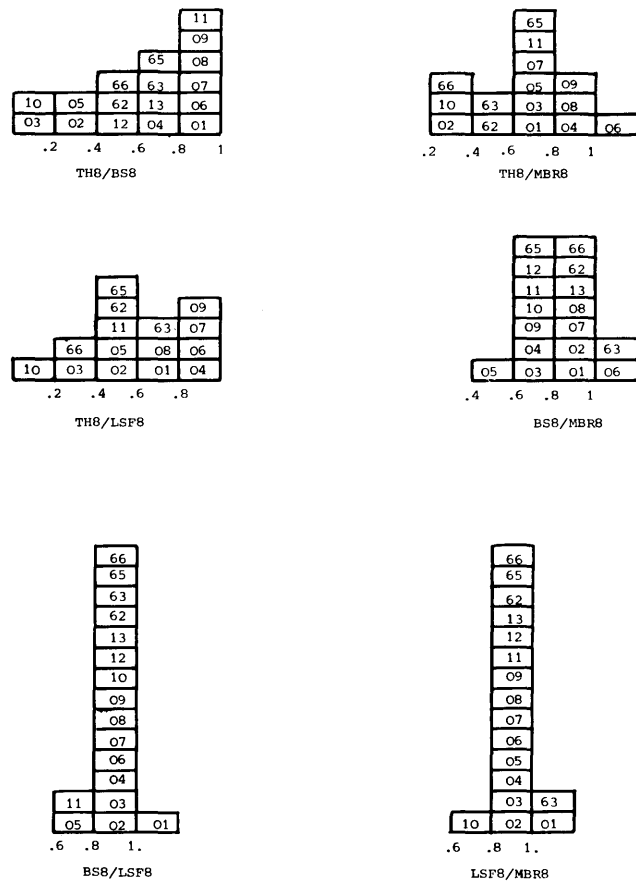 11
09
65 08
66 63 07
10 05 62 13 06
03 02 12 04 01
.2 .4 .6 .8 1
TH8/BS8
65
11
07
66 05 09
10 63 03 08
02 62 01 04 06
.2 .4 .6 .8 1
TH8/MBR8
65
62 09
11 63 07
66 05 08 06
10 03 02 01 04
.2 .4 .6 .8
TH8/LSF8
65 66
12 62
11 13
10 08
09 07
04 02 63
05 03 01 06
.4 .6 .8 1
BS8/MBR8
66
65
63
62
13
12
10
09
08
07
06
04
11 03
05 02 01
.6 .8 1.
BS8/LSF8
66
65
62
13
12
11
09
08
07
06
05
04
03 63
10 02 01
.6 .8 1.
LSF8/MBR8